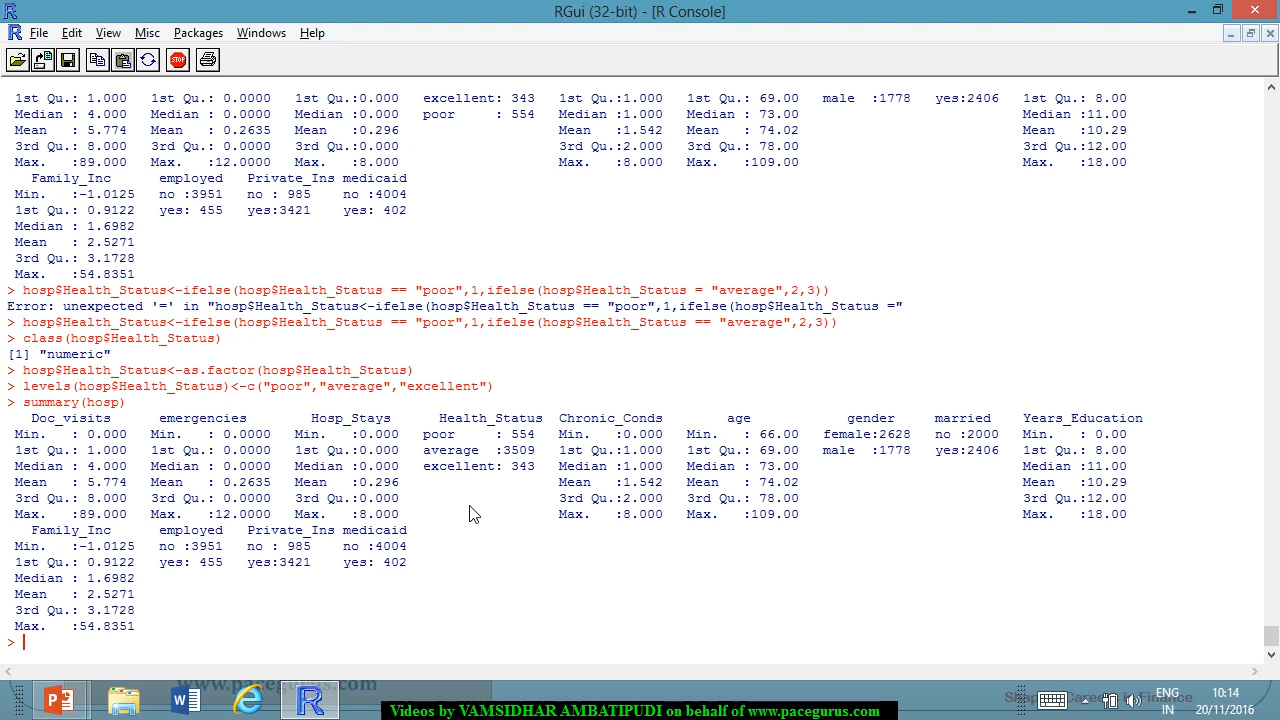 RGui (32-bit) - [R Console]
File Edit View Misc Packages Windows Help
STOP
1st Qu.: 1.000   1st Qu.: 0.0000   1st Qu.:0.000   excellent: 343   1st Qu.:1.000   1st Qu.: 69.00   male  :1778   yes:2406   1st Qu.: 8.00
Median : 4.000   Median : 0.0000   Median :0.000   poor     : 554   Median :1.000   Median : 73.00   Median :11.00
Mean   : 5.774   Mean   : 0.2635   Mean   :0.296   Mean   :1.542   Mean   : 74.02   Mean   :10.29
3rd Qu.: 8.000   3rd Qu.: 0.0000   3rd Qu.:0.000   3rd Qu.:2.000   3rd Qu.: 78.00   3rd Qu.:12.00
Max.   :89.000   Max.   :12.0000   Max.   :8.000   Max.   :8.000   Max.   :109.00   Max.   :18.00
Family_Inc   employed   Private_Ins medicaid
Min.   :-1.0125   no :3951   no : 985   no :4004
1st Qu.: 0.9122   yes: 455   yes:3421   yes: 402
Median : 1.6982
Mean   : 2.5271
3rd Qu.: 3.1728
Max.   :54.8351
> hosp$Health_Status<-ifelse(hosp$Health_Status == "poor",1,ifelse(hosp$Health_Status = "average",2,3))
Error: unexpected '=' in "hosp$Health_Status<-ifelse(hosp$Health_Status == "poor",1,ifelse(hosp$Health_Status ="
> hosp$Health_Status<-ifelse(hosp$Health_Status == "poor",1,ifelse(hosp$Health_Status == "average",2,3))
> class(hosp$Health_Status)
[1] "numeric"
> hosp$Health_Status<-as.factor(hosp$Health_Status)
> levels(hosp$Health_Status)<-c("poor","average","excellent")
> summary(hosp)
Doc_visits   emergencies   Hosp_Stays   Health_Status   Chronic_Conds   age   gender   married   Years_Education
Min.   : 0.000   Min.   : 0.0000   Min.   :0.000   poor     : 554   Min.   :0.000   Min.   : 66.00   female:2628   no :2000   Min.   : 0.00
1st Qu.: 1.000   1st Qu.: 0.0000   1st Qu.:0.000   average  :3509   1st Qu.:1.000   1st Qu.: 69.00   male  :1778   yes:2406   1st Qu.: 8.00
Median : 4.000   Median : 0.0000   Median :0.000   excellent: 343   Median :1.000   Median : 73.00   Median :11.00
Mean   : 5.774   Mean   : 0.2635   Mean   :0.296   Mean   :1.542   Mean   : 74.02   Mean   :10.29
3rd Qu.: 8.000   3rd Qu.: 0.0000   3rd Qu.:0.000   3rd Qu.:2.000   3rd Qu.: 78.00   3rd Qu.:12.00
Max.   :89.000   Max.   :12.0000   Max.   :8.000   Max.   :8.000   Max.   :109.00   Max.   :18.00
Family_Inc   employed   Private_Ins medicaid
Min.   :-1.0125   no :3951   no : 985   no :4004
1st Qu.: 0.9122   yes: 455   yes:3421   yes: 402
Median : 1.6982
Mean   : 2.5271
3rd Qu.: 3.1728
Max.   :54.8351
>
www.pacegurus.com
in Finance
ENG
IN
10:14
20/11/2016
Videos by VAMSIDHAR AMBATIPUDI on behalf of www.pacegurus.com